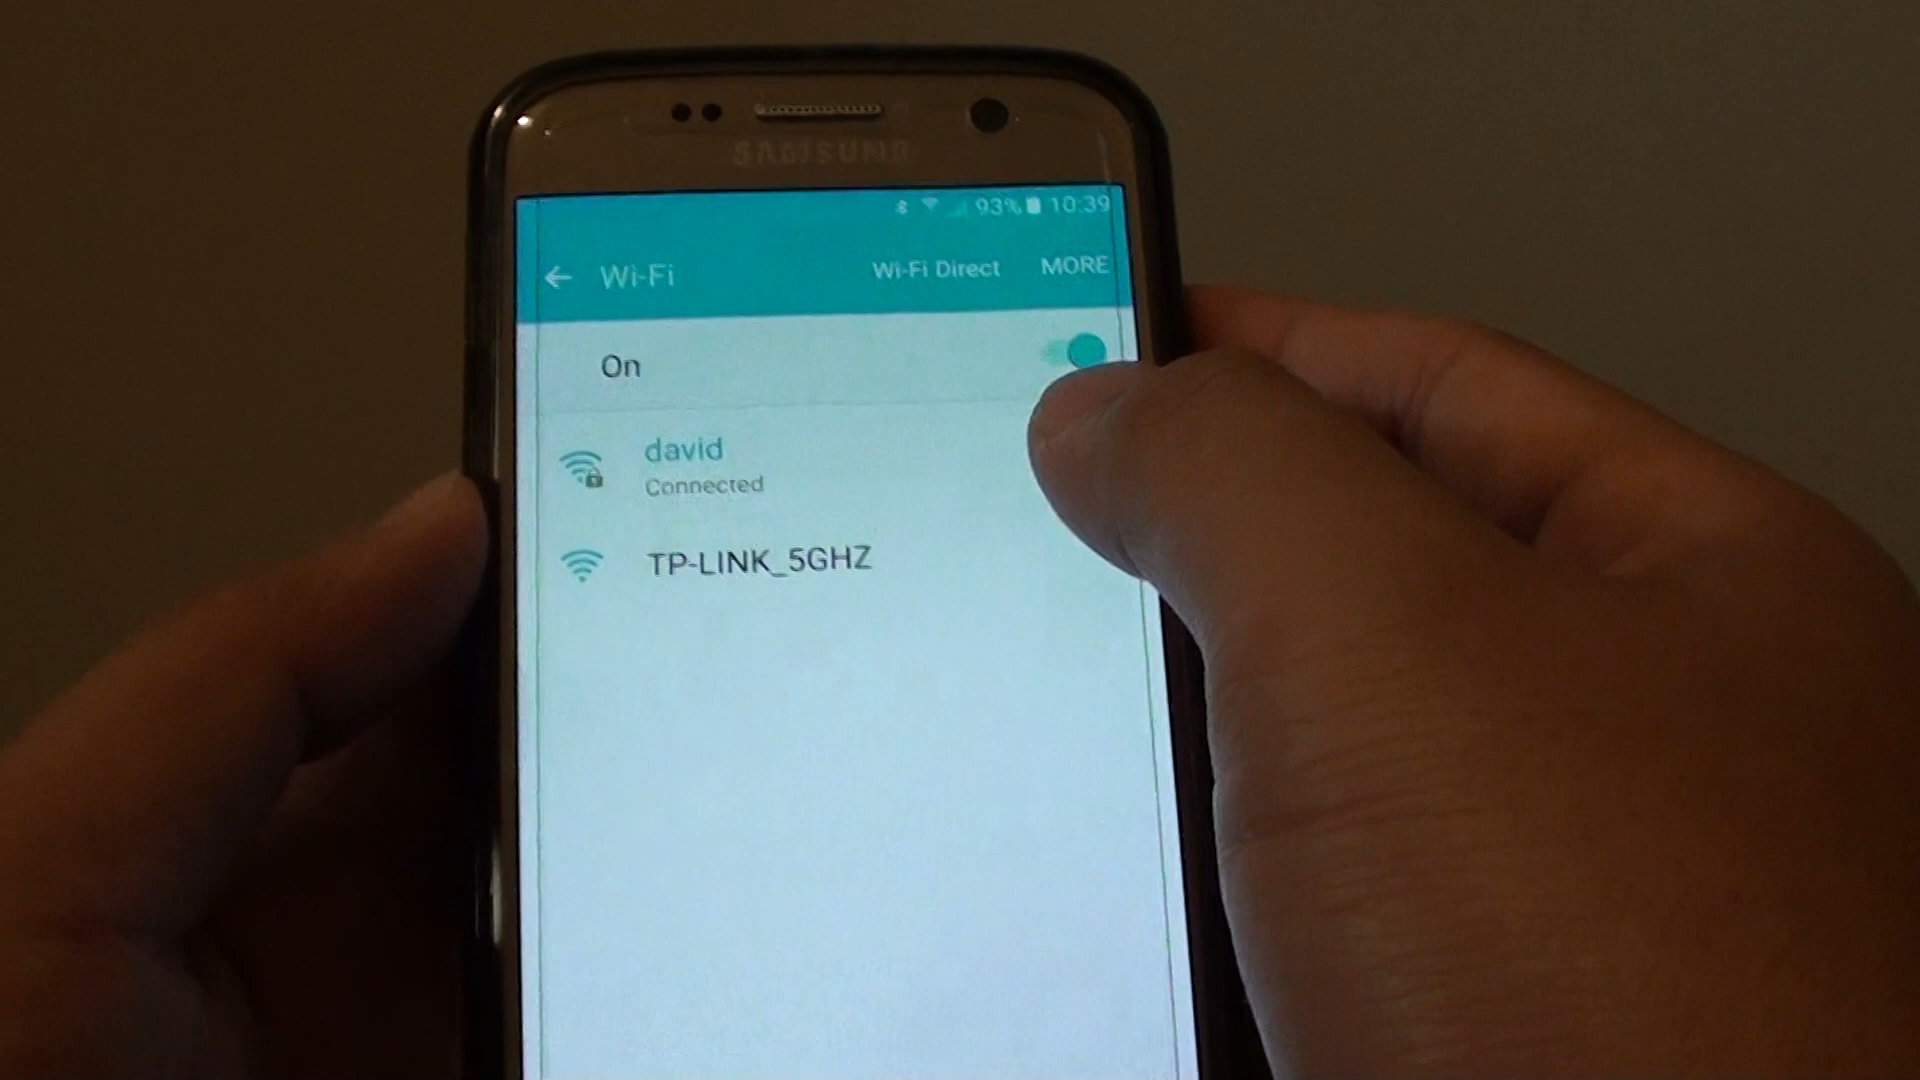 SAMSUNG
93% 10:39
Wi-Fi Wi-Fi Direct MORE
On
david
Connected
TP-LINK_5GHZ